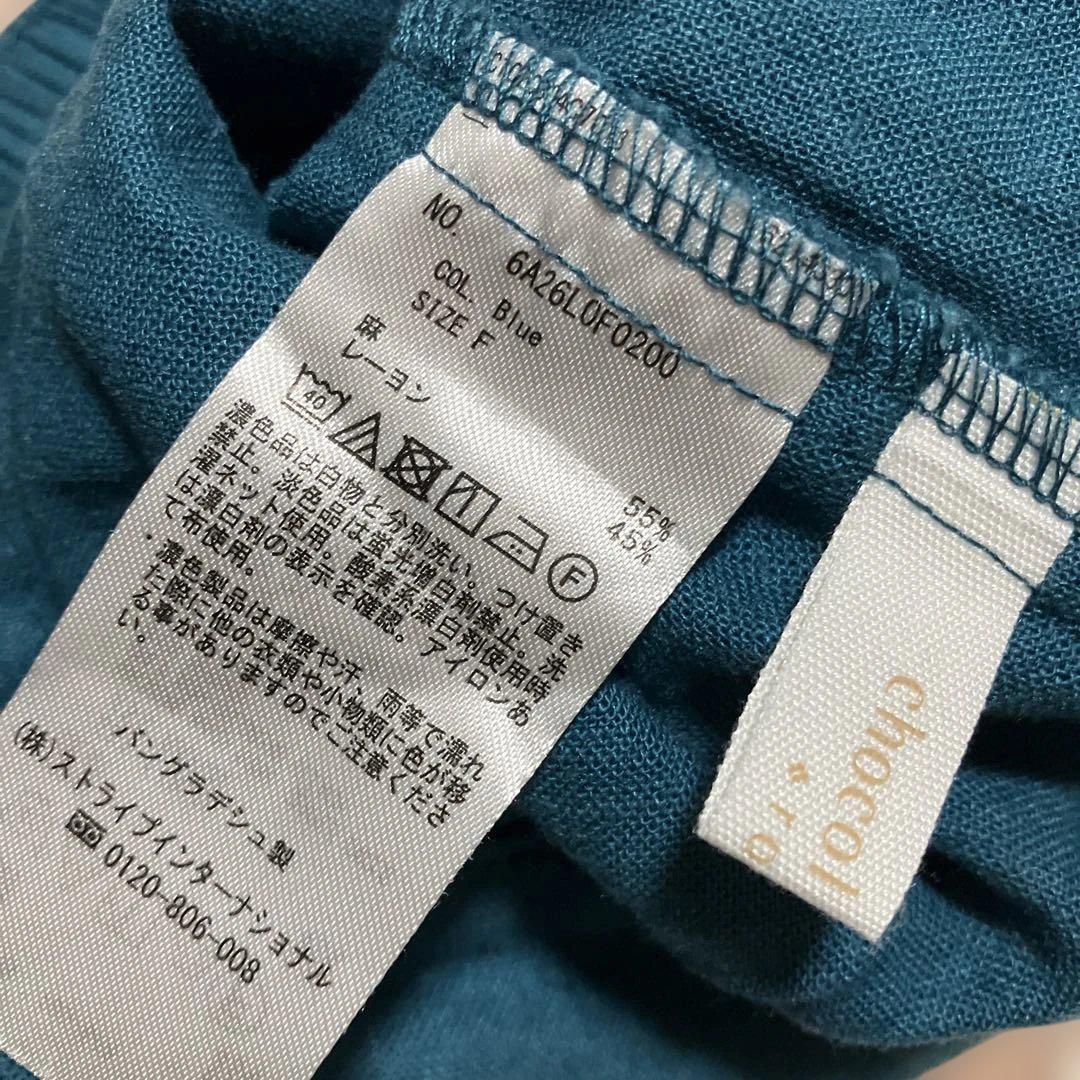 NO. 6A26L0F0200
COL. Blue
SIZE F
麻 55%
レーヨン 45%
40
F
濃色品は白物と分別洗い。つけ置き
禁止。淡色品は蛍光増白剤禁止。洗
濯ネット使用。酸素系漂白剤使用時
は漂白剤の表示を確認。アイロンあ
て布使用。
・濃色製品は摩擦や汗、雨等で濡れ
た際に他の衣類や小物類に色が移
る事がありますのでご注意くださ
い。
バングラデシュ製
(株)ストライプインターナショナル
0120-806-008
chocol
re